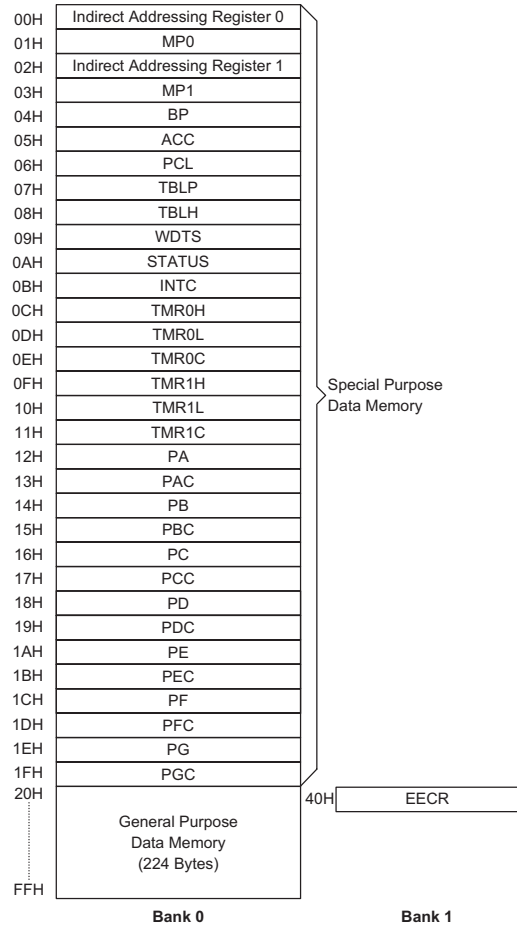 00H Indirect Addressing Register 0
01H MP0
02H Indirect Addressing Register 1
03H MP1
04H BP
05H ACC
06H PCL
07H TBLP
08H TBLH
09H WDTS
0AH STATUS
0BH INTC
0CH TMR0H
0DH TMR0L
0EH TMR0C
0FH TMR1H
10H TMR1L
11H TMR1C
12H PA
13H PAC
14H PB
15H PBC
16H PC
17H PCC
18H PD
19H PDC
1AH PE
1BH PEC
1CH PF
1DH PFC
1EH PG
1FH PGC
Special Purpose
Data Memory
20H
General Purpose
Data Memory
(224 Bytes)
FFH
40H EECR
Bank 0 Bank 1